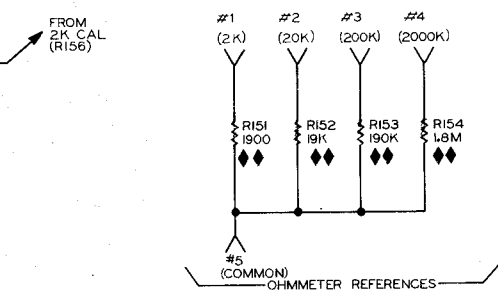 FROM
2K CAL
(R156)
#1 #2 #3 #4
(2K) (20K) (200K) (2000K)
R151 R152 R153 R154
1900 19K 190K 1.8M
#5
(COMMON)
OHMMETER REFERENCES